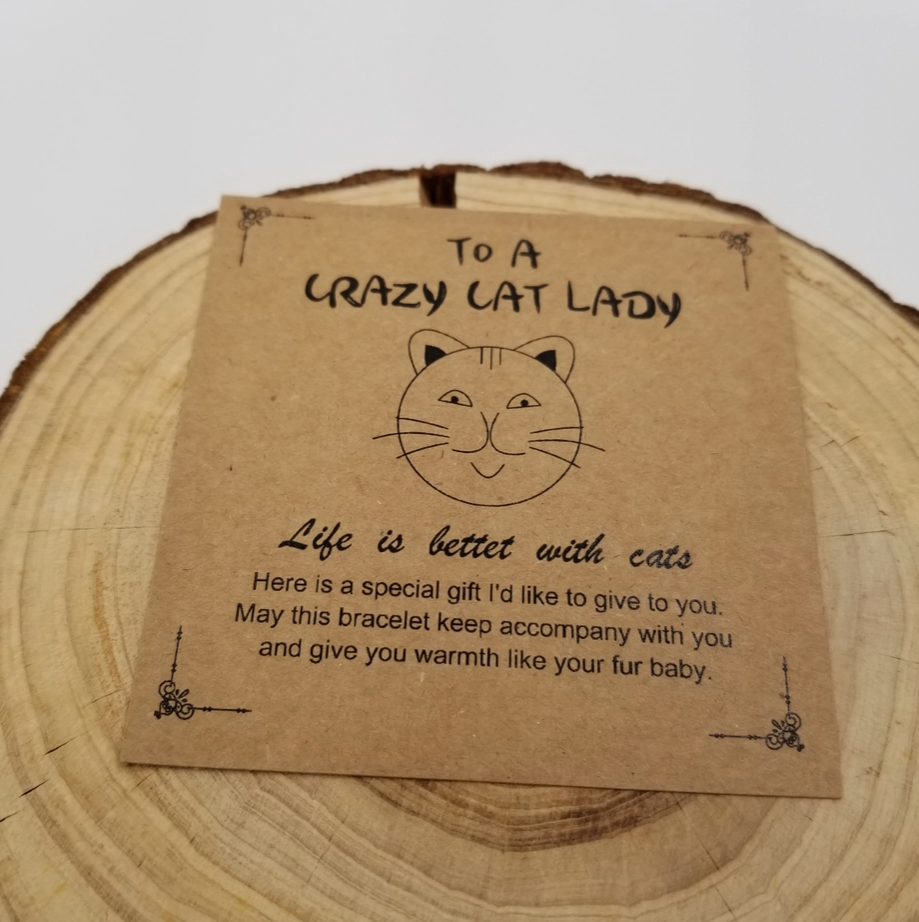 To A
CRAZY CAT LADY
Life is bettet with cats
Here is a special gift I'd like to give to you.
May this bracelet keep accompany with you
and give you warmth like your fur baby.